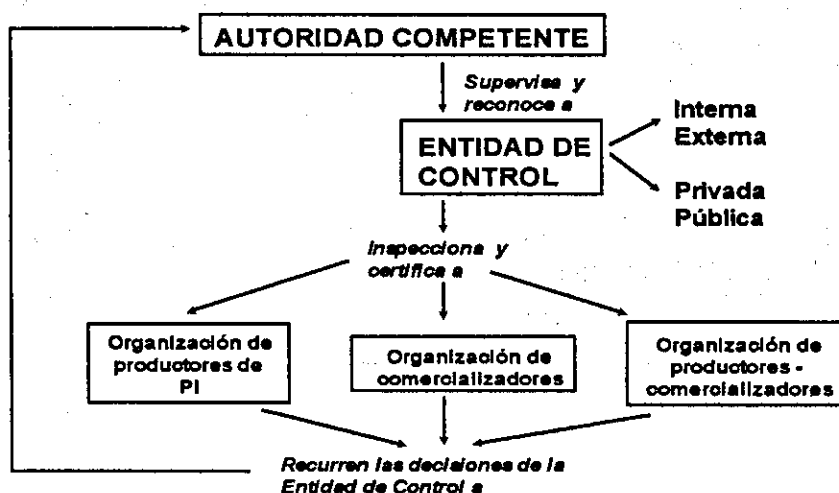 AUTORIDAD COMPETENTE
Supervisa y
reconoce a
ENTIDAD DE
CONTROL
Interna
Externa
Privada
Pública
Inspecciona y
certifica a
Organización de
productores de
PI
Organización de
comercializadores
Organización de
productores -
comercializadores
Recurren las decisiones de la
Entidad de Control a